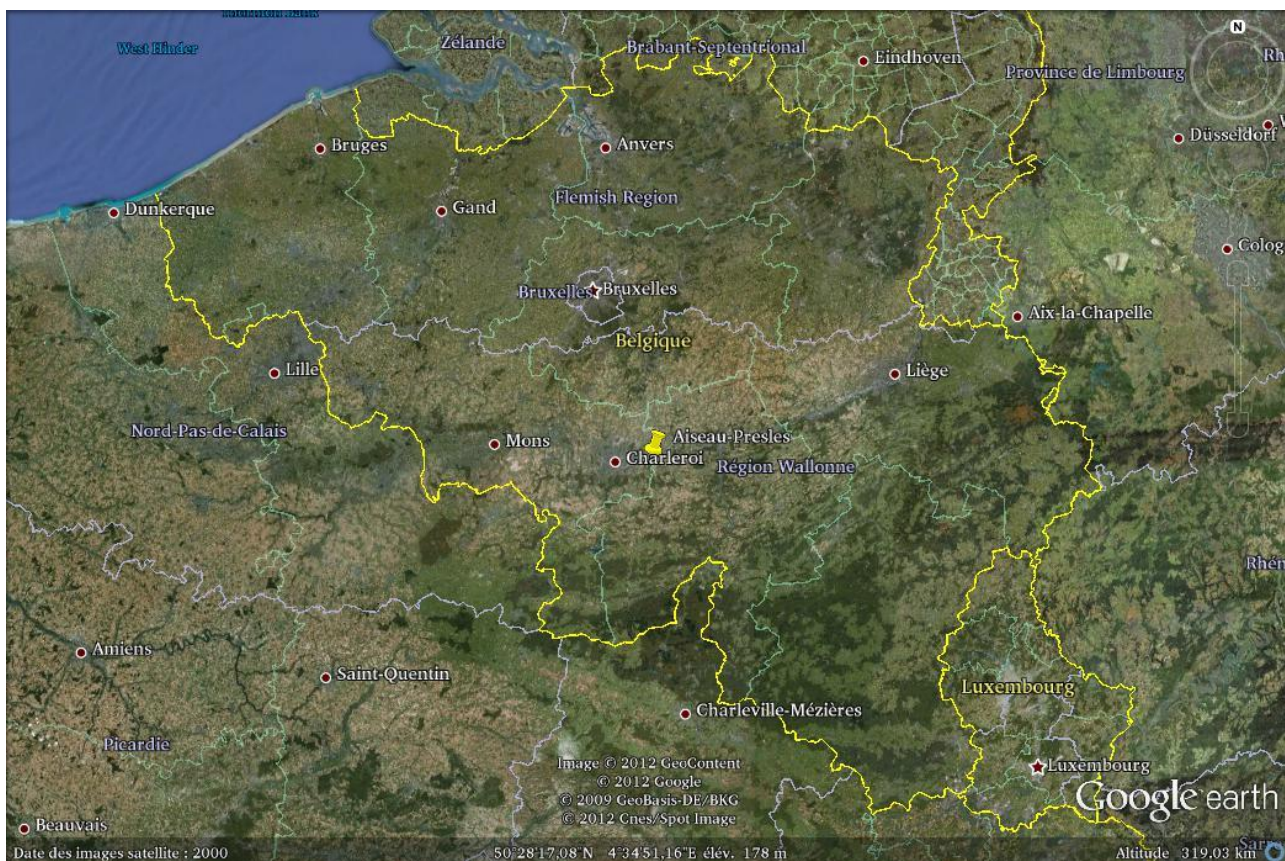 West Hinder
Zélande
Brabant-Septentrional
Eindhoven
Province de Limbourg
N
Düsseldorf
Bruges
Anvers
Flemish Region
Dunkerque
Gand
Bruxelles
Bruxelles
Aix-la-Chapelle
Belgique
Lille
Liège
Nord-Pas-de-Calais
Mons
Aiseau-Presles
Charleroi
Région Wallonne
Amiens
Saint-Quentin
Luxembourg
Charleville-Mézières
Picardie
Luxembourg
Image © 2012 GeoContent
© 2012 Google
© 2009 GeoBasis-DE/BKG
© 2012 Cnes/Spot Image
Google earth
Beauvais
Date des images satellite : 2000
50°28'17,08"N 4°34'51,16"E élév. 178 m
Altitude 319,03 km